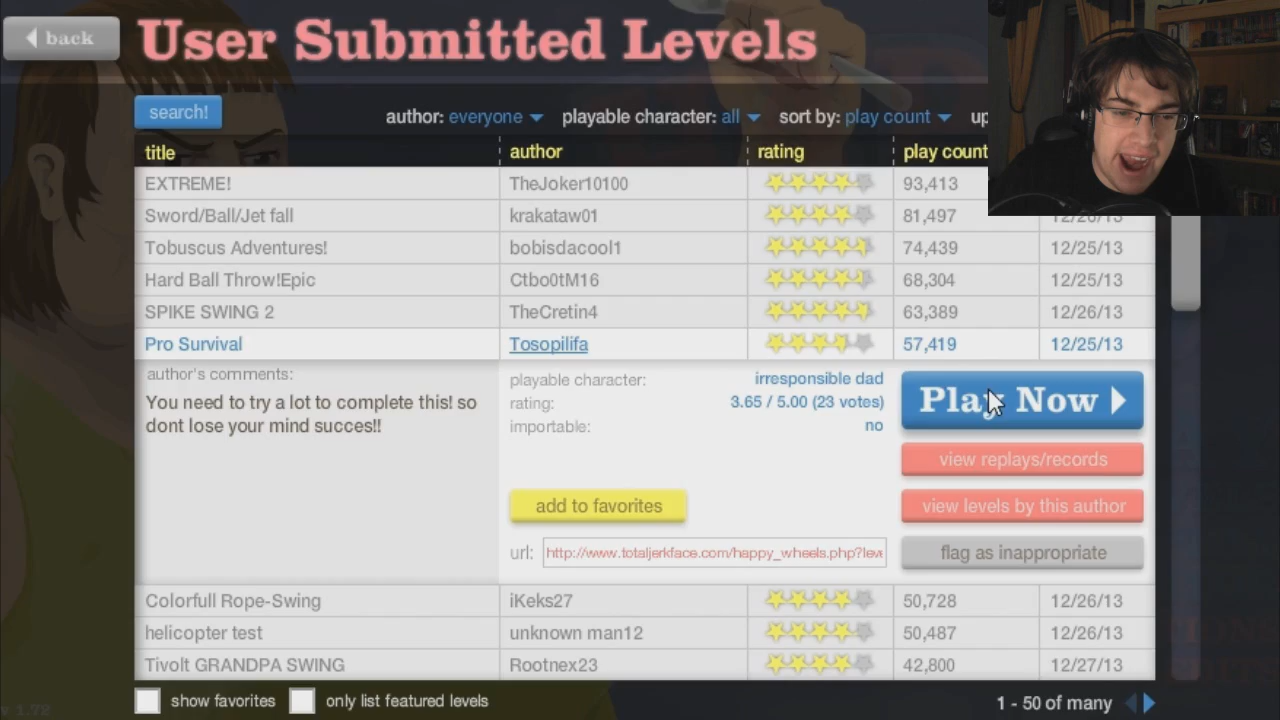 back
User Submitted Levels
search!
author: everyone playable character: all sort by: play count up
title author rating play count
EXTREME! TheJoker10100 93,413
Sword/Ball/Jet fall krakataw01 81,497 12/26/13
Tobuscus Adventures! bobisdacool1 74,439 12/25/13
Hard Ball Throw!Epic Ctbo0tM16 68,304 12/25/13
SPIKE SWING 2 TheCretin4 63,389 12/26/13
Pro Survival Tosopilifa 57,419 12/25/13
author's comments:
You need to try a lot to complete this! so
dont lose your mind succes!!
playable character: irresponsible dad
rating: 3.65 / 5.00 (23 votes)
importable: no
Play Now
view replays/records
add to favorites
view levels by this author
url: http://www.totaljerkface.com/happy_wheels.php?leve
flag as inappropriate
Colorfull Rope-Swing iKeks27 50,728 12/26/13
helicopter test unknown man12 50,487 12/26/13
Tivolt GRANDPA SWING Rootnex23 42,800 12/27/13
show favorites only list featured levels
1 - 50 of many
v 1.72